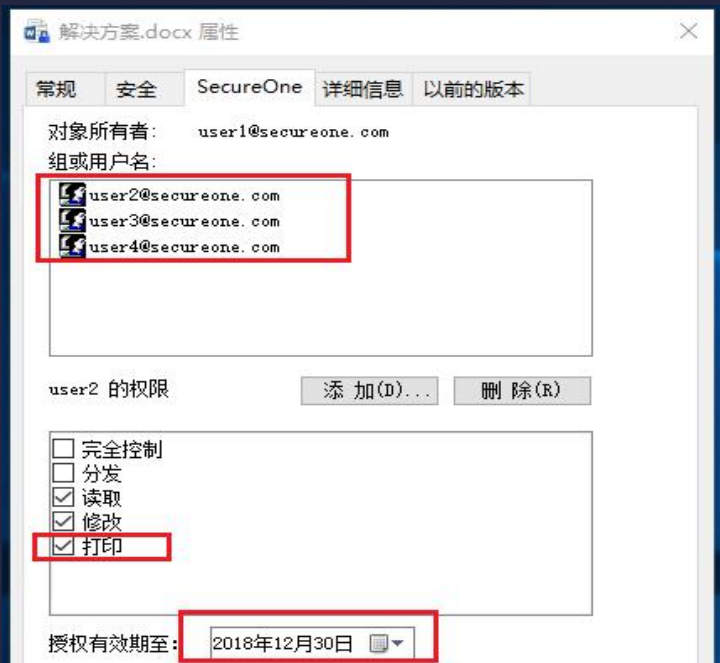 解决方案.docx 属性
常规 安全 SecureOne 详细信息 以前的版本
对象所有者: user1@secureone.com
组或用户名:
user2@secureone.com
user3@secureone.com
user4@secureone.com
user2 的权限 添 加(D)... 删 除(R)
完全控制
分发
读取
修改
打印
授权有效期至: 2018年12月30日